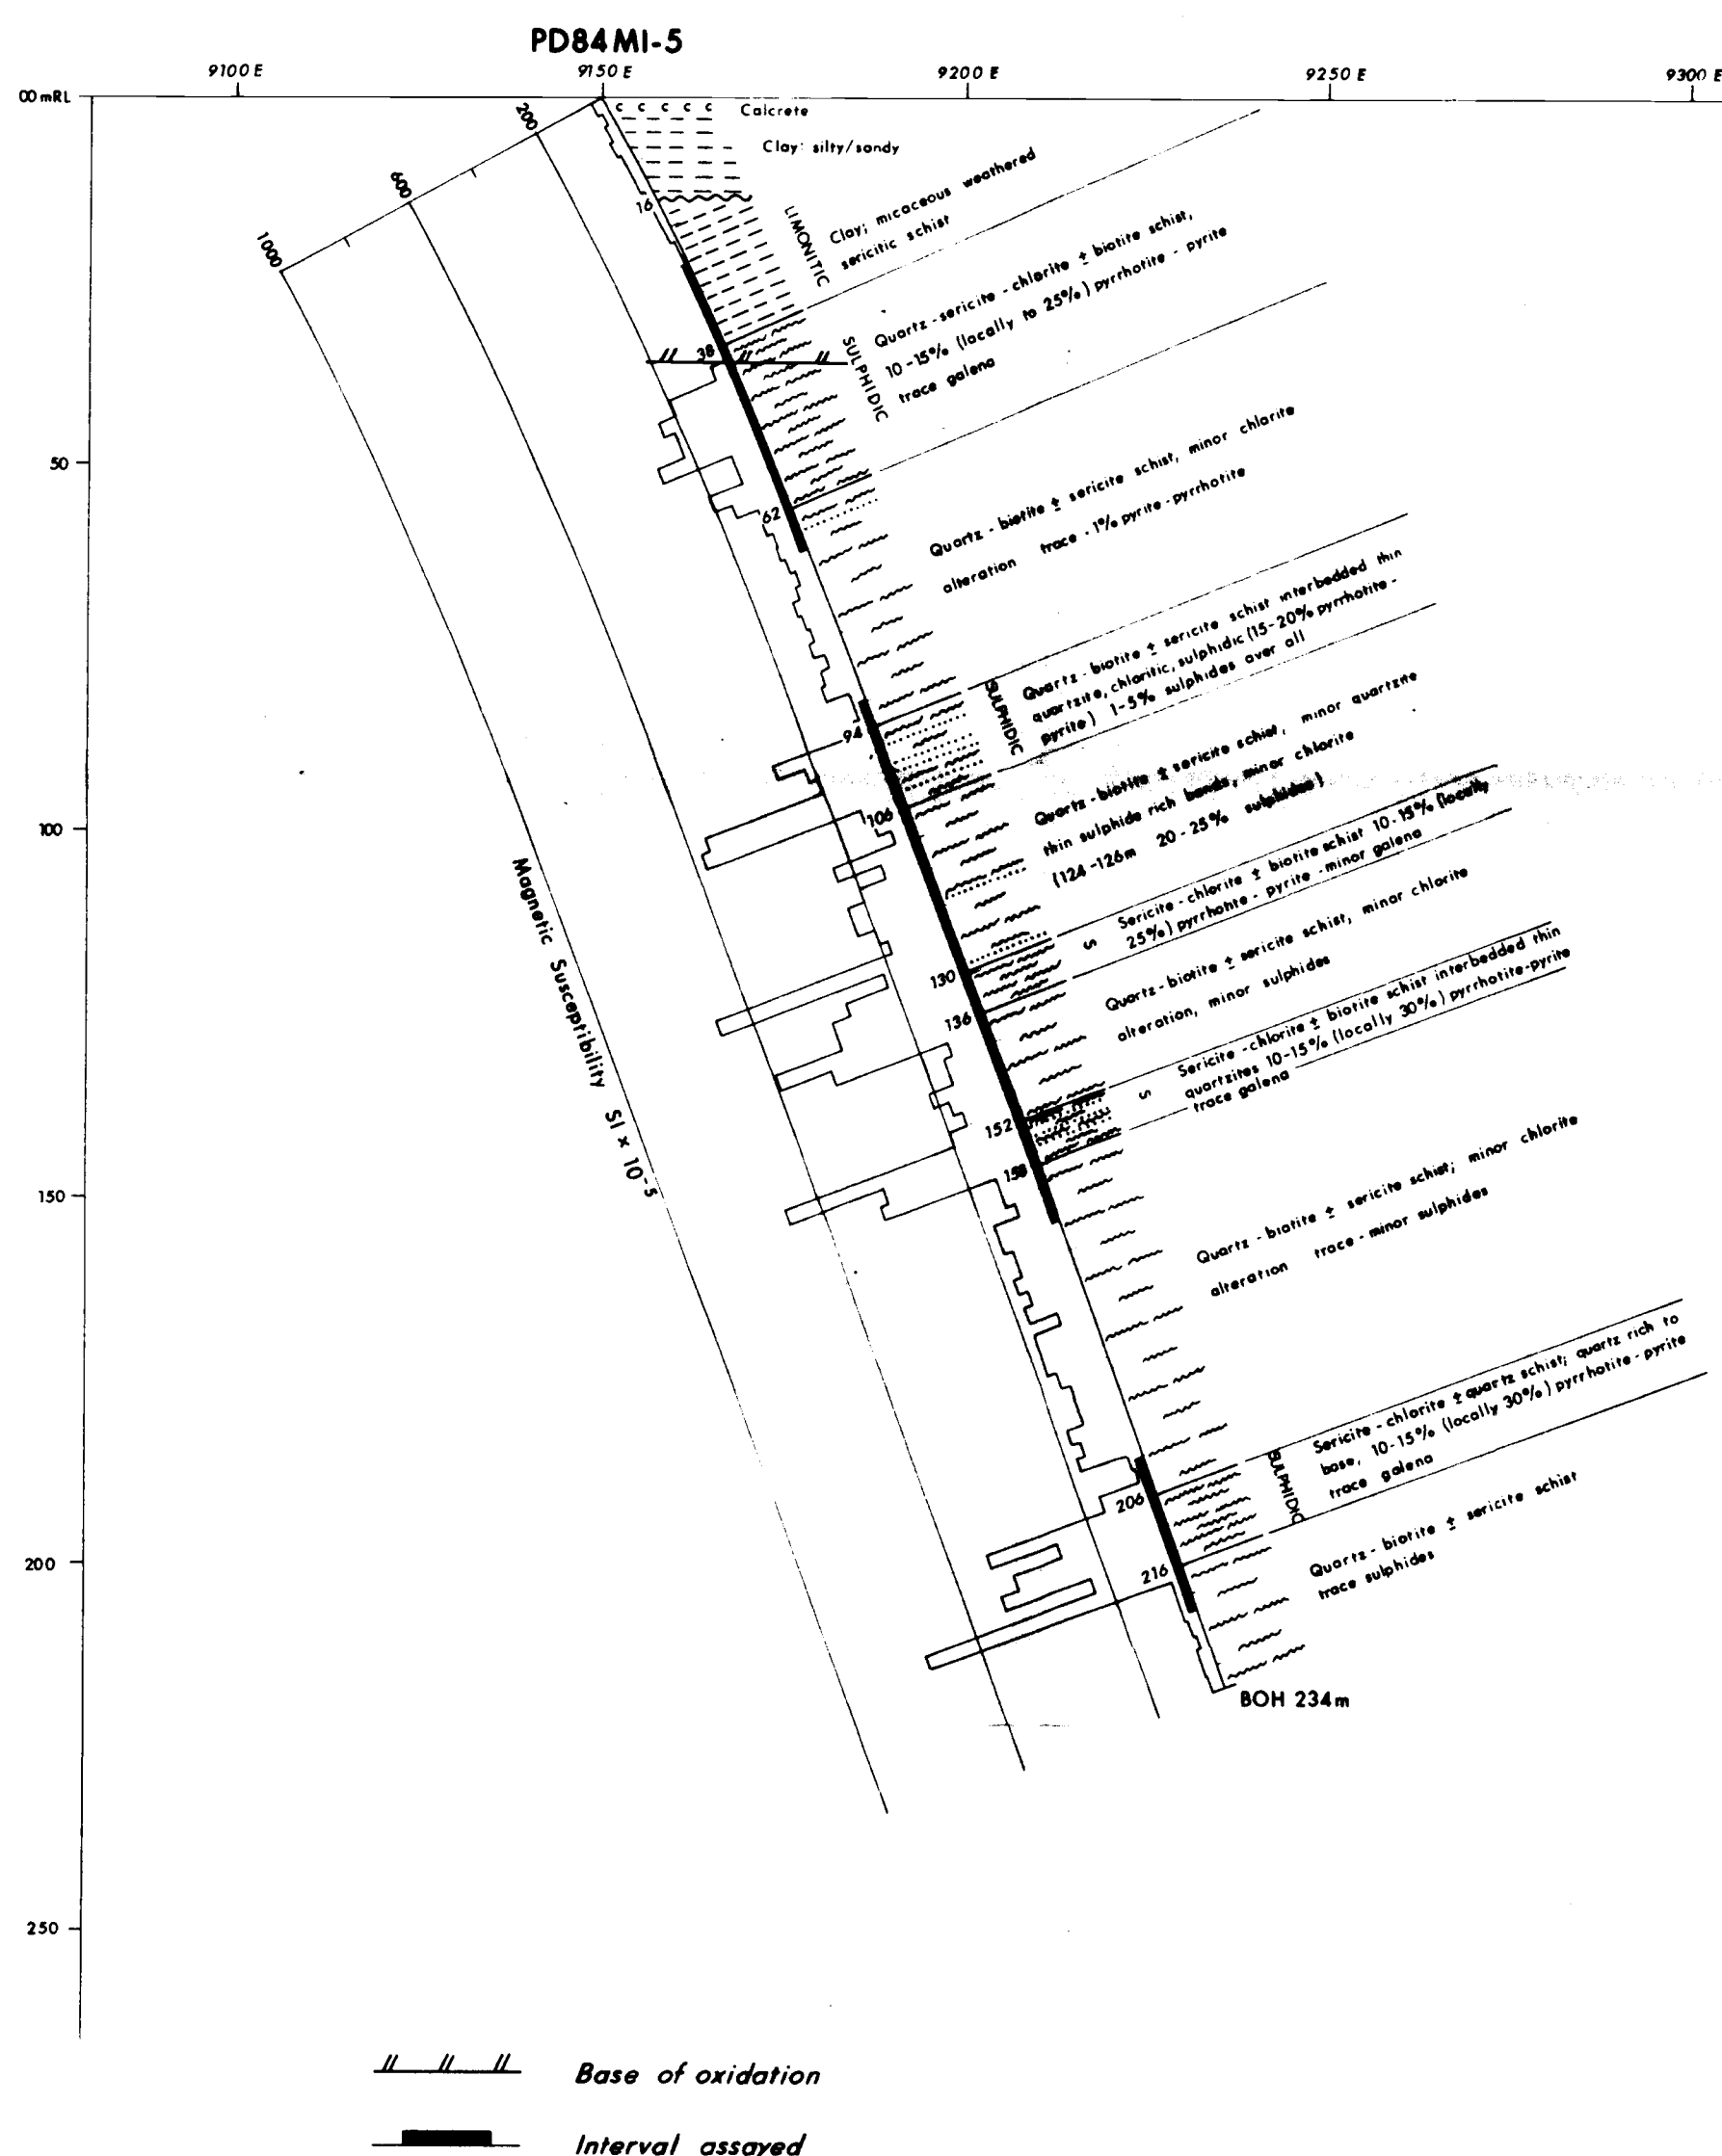 PD84MI-5
9100 E
9150 E
9200 E
9250 E
9300 E
00 mRL
50
100
150
200
250
200
600
1000
Magnetic Susceptibility SI x 10⁻⁵
Calcrete
Clay: silty/sandy
16
LIMONITIC
Clay; micaceous weathered
sericitic schist
38
SULPHIDIC
Quartz-sericite-chlorite ± biotite schist,
10-15% (locally to 25%) pyrrhotite - pyrite
trace galena
62
Quartz-biotite ± sericite schist, minor chlorite
alteration trace - 1% pyrite-pyrrhotite
94
SULPHIDIC
Quartz-biotite ± sericite schist interbedded thin
quartzite, chloritic, sulphidic (15-20% pyrrhotite-
pyrite) 1-5% sulphides over all
106
Quartz-biotite ± sericite schist, minor quartzite
thin sulphide rich bands, minor chlorite
(124-126m 20-25% sulphides)
130
S
Sericite-chlorite ± biotite schist 10-15% (locally
25%) pyrrhotite - pyrite - minor galena
136
Quartz-biotite ± sericite schist, minor chlorite
alteration, minor sulphides
152
S
Sericite-chlorite ± biotite schist interbedded thin
quartzites 10-15% (locally 30%) pyrrhotite-pyrite
trace galena
158
Quartz-biotite ± sericite schist; minor chlorite
alteration trace-minor sulphides
206
SULPHIDIC
Sericite-chlorite ± quartz schist; quartz rich to
base, 10-15% (locally 30%) pyrrhotite-pyrite
trace galena
216
Quartz-biotite ± sericite schist
trace sulphides
BOH 234m
Base of oxidation
Interval assayed